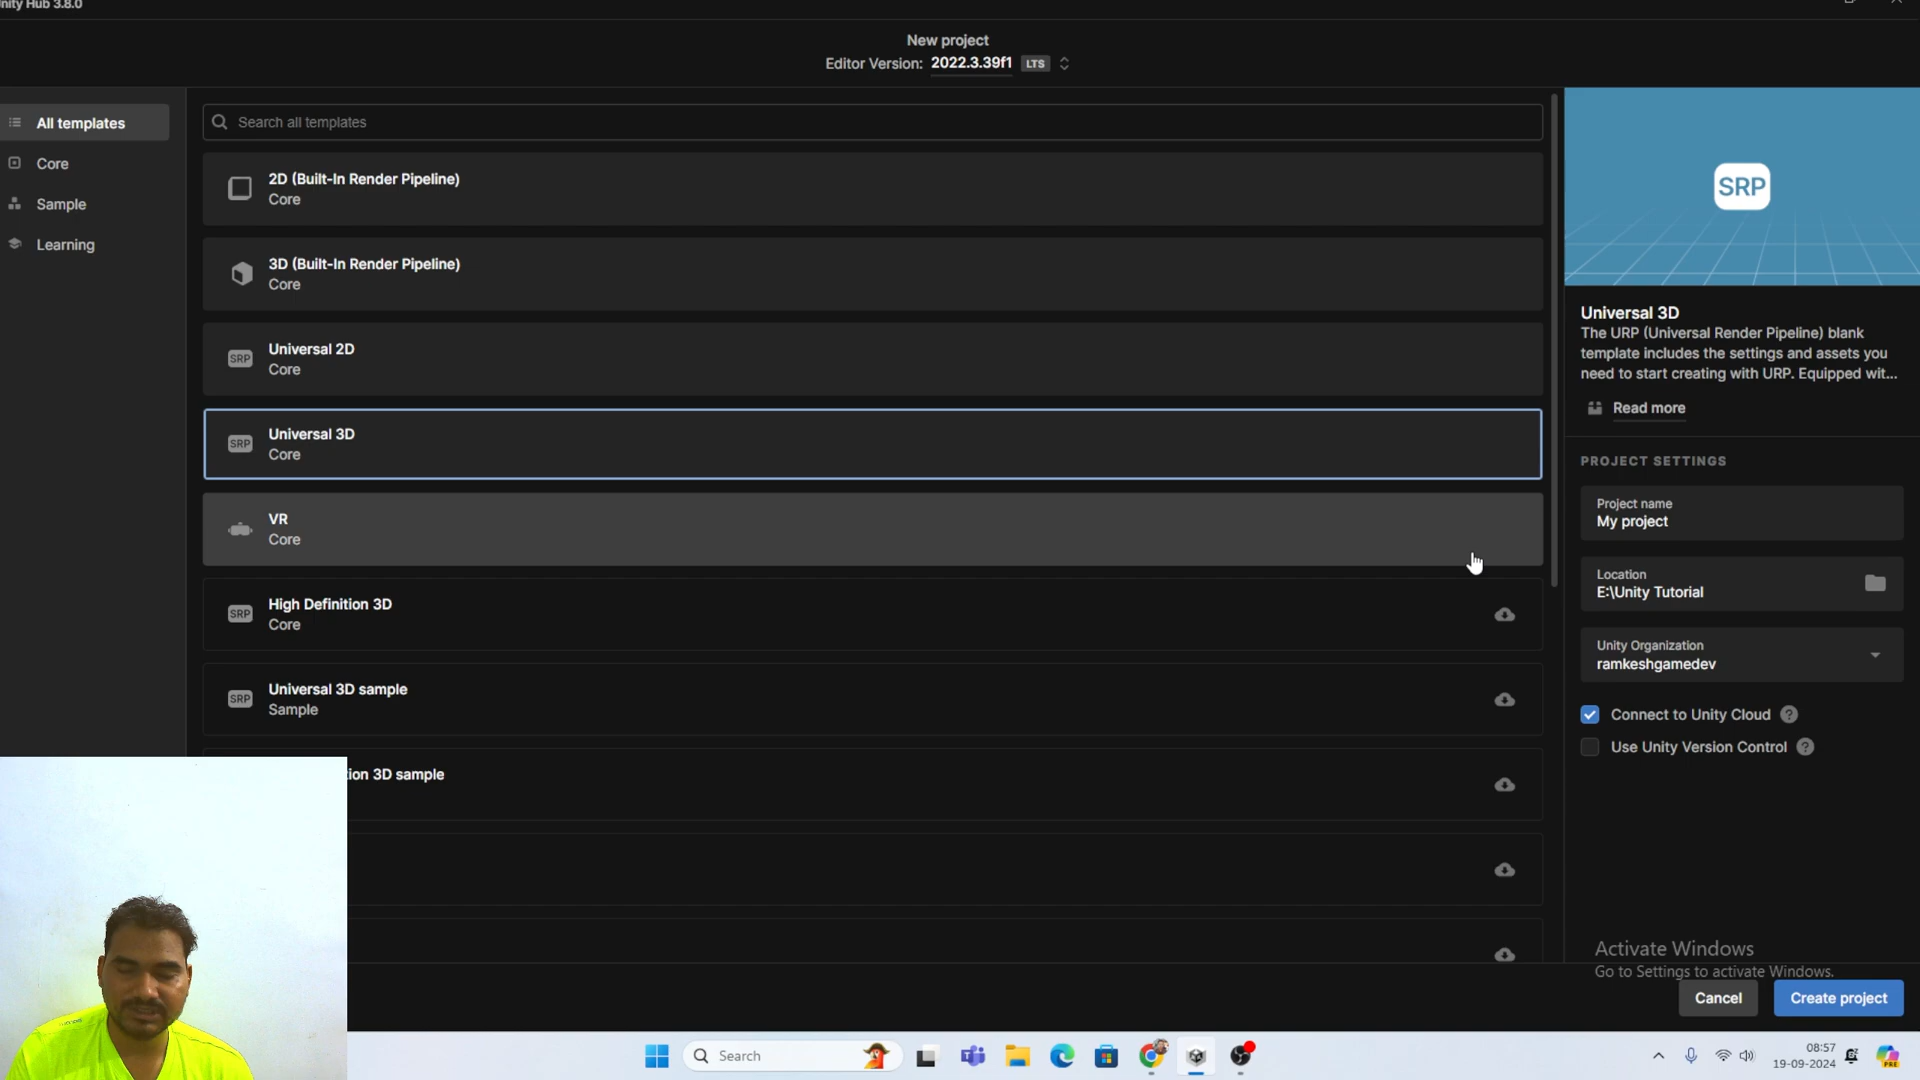 nity Hub 3.8.0
New project
Editor Version: 2022.3.39f1 LTS
All templates
Core
Sample
Learning
Search all templates
2D (Built-In Render Pipeline)
Core
3D (Built-In Render Pipeline)
Core
SRP
Universal 2D
Core
SRP
Universal 3D
Core
VR
Core
SRP
High Definition 3D
Core
SRP
Universal 3D sample
Sample
ion 3D sample
SRP
Universal 3D
The URP (Universal Render Pipeline) blank
template includes the settings and assets you
need to start creating with URP. Equipped wit...
Read more
PROJECT SETTINGS
Project name
My project
Location
E:\Unity Tutorial
Unity Organization
ramkeshgamedev
Connect to Unity Cloud ?
Use Unity Version Control ?
Activate Windows
Go to Settings to activate Windows.
Cancel
Create project
Search
08:57
19-09-2024
PRE